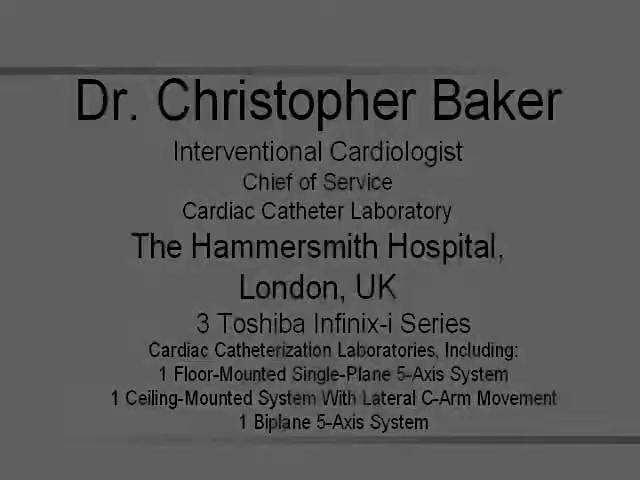 Dr. Christopher Baker
Interventional Cardiologist
Chief of Service
Cardiac Catheter Laboratory
The Hammersmith Hospital,
London, UK
3 Toshiba Infinix-i Series
Cardiac Catheterization Laboratories, Including:
1 Floor-Mounted Single-Plane 5-Axis System
1 Ceiling-Mounted System With Lateral C-Arm Movement
1 Biplane 5-Axis System